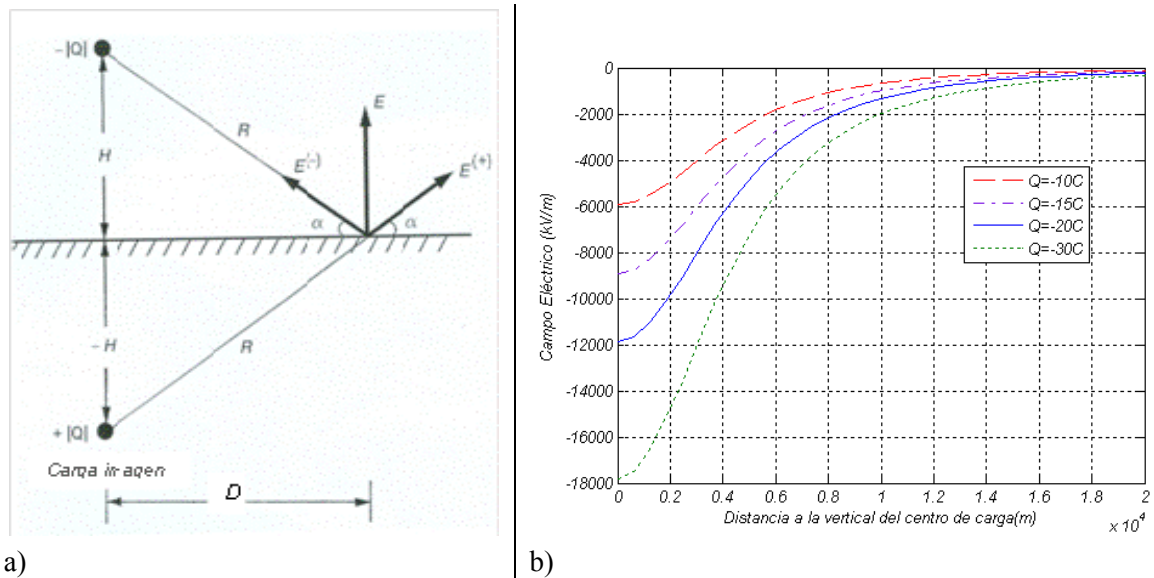 − |Q|
H
R
E
E(−)
E(+)
α
α
− H
R
+ |Q|
Carga imagen
D
a)
0
-2000
-4000
-6000
-8000
-10000
-12000
-14000
-16000
-18000
Campo Eléctrico (kV/m)
Q=-10C
Q=-15C
Q=-20C
Q=-30C
0 0.2 0.4 0.6 0.8 1 1.2 1.4 1.6 1.8 2
Distancia a la vertical del centro de carga(m)
x 10^4
b)